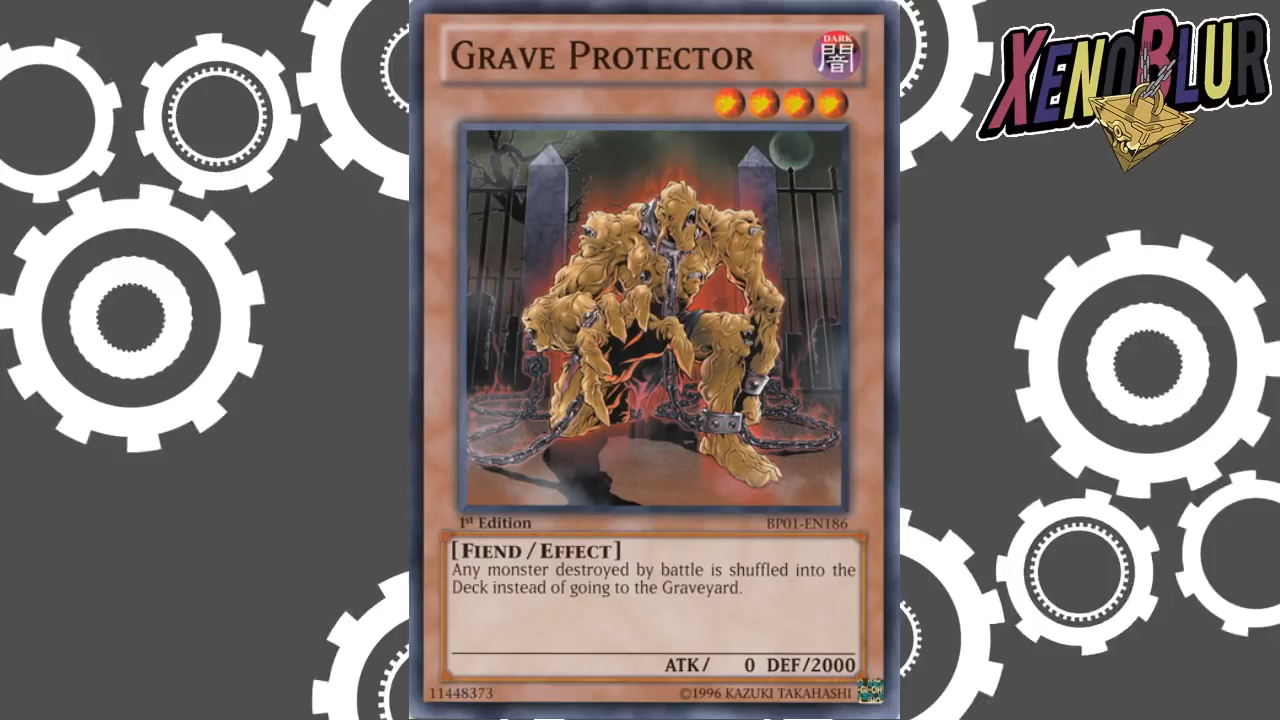 GRAVE PROTECTOR
DARK
闇
XENOBLUR
1st Edition
BP01-EN186
[FIEND/EFFECT]
Any monster destroyed by battle is shuffled into the
Deck instead of going to the Graveyard.
ATK/ 0 DEF/2000
11448373
©1996 KAZUKI TAKAHASHI